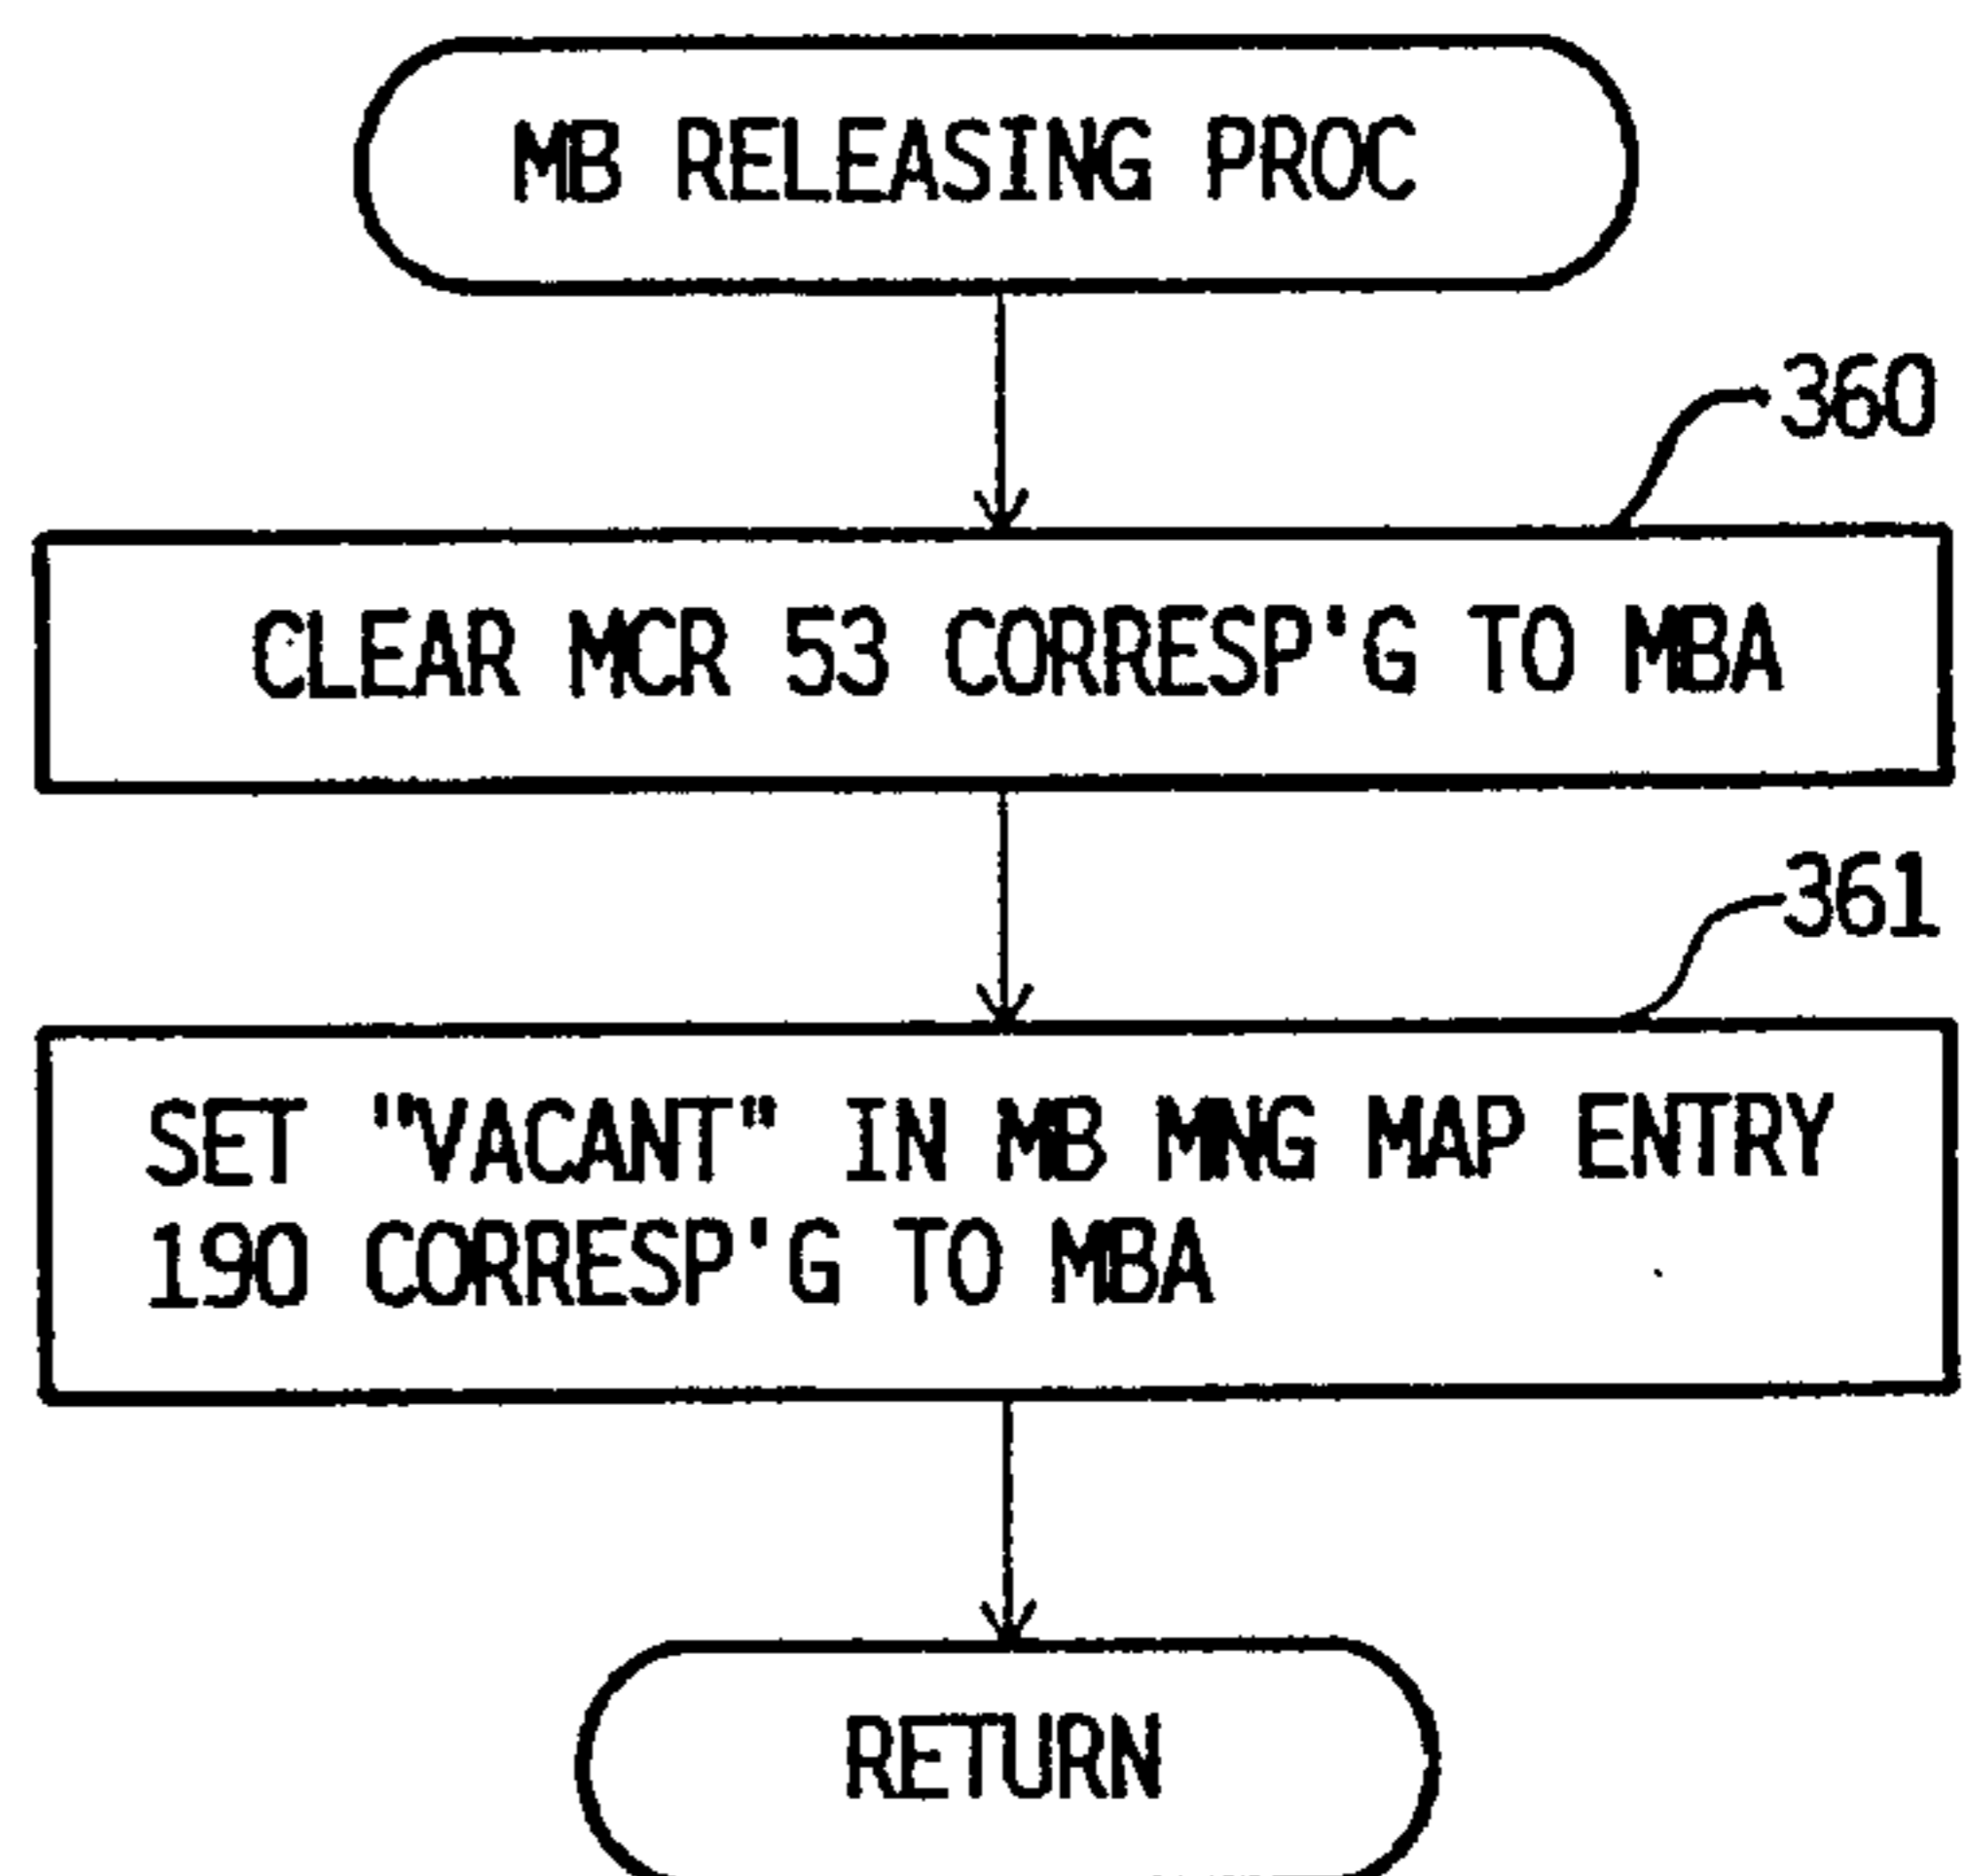 MB RELEASING PROC
360
CLEAR MCR 53 CORRESP'G TO MBA
361
SET "VACANT" IN MB MNG MAP ENTRY
190 CORRESP'G TO MBA
RETURN